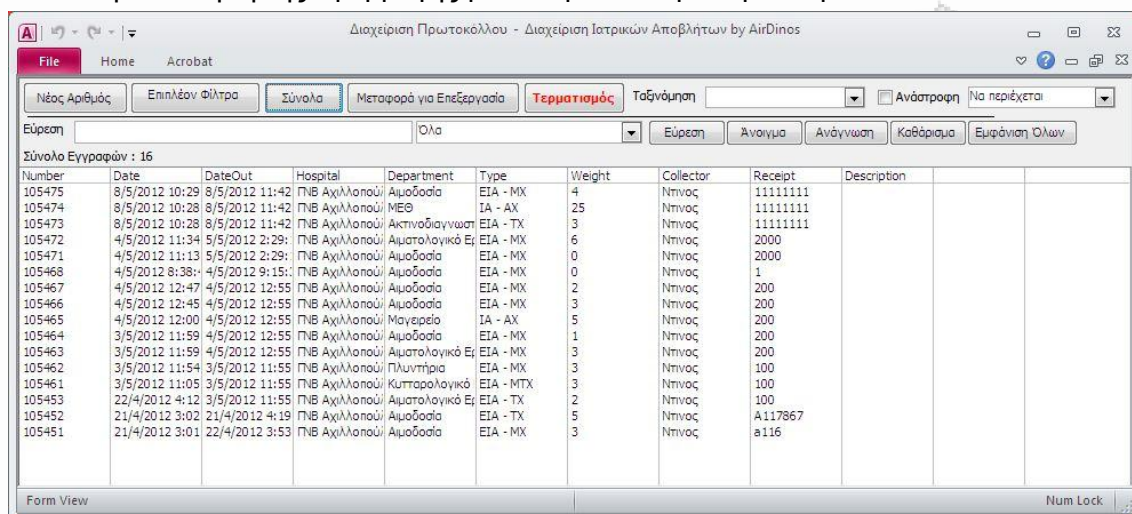 Διαχείριση Πρωτοκόλλου - Διαχείριση Ιατρικών Αποβλήτων by AirDinos
File Home Acrobat
Νέος Αριθμός Επιπλέον Φίλτρα Σύνολα Μεταφορά για Επεξεργασία Τερματισμός Ταξινόμηση Ανάστροφη Να περιέχεται
Εύρεση Όλα Εύρεση Άνοιγμα Ανάγνωση Καθάρισμα Εμφάνιση Όλων
Σύνολο Εγγραφών : 16
Number Date DateOut Hospital Department Type Weight Collector Receipt Description
105475 8/5/2012 10:29 8/5/2012 11:42 ΓΝΒ Αχιλλοπού Αιμοδοσία ΕΙΑ - ΜΧ 4 Ντινος 11111111
105474 8/5/2012 10:28 8/5/2012 11:42 ΓΝΒ Αχιλλοπού ΜΕΘ ΙΑ - ΑΧ 25 Ντινος 11111111
105473 8/5/2012 10:28 8/5/2012 11:42 ΓΝΒ Αχιλλοπού Ακτινοδιαγνωστ ΕΙΑ - ΤΧ 3 Ντινος 11111111
105472 4/5/2012 11:34 5/5/2012 2:29: ΓΝΒ Αχιλλοπού Αιματολογικό Ερ ΕΙΑ - ΜΧ 6 Ντινος 2000
105471 4/5/2012 11:13 5/5/2012 2:29: ΓΝΒ Αχιλλοπού Αιμοδοσία ΕΙΑ - ΜΧ 0 Ντινος 2000
105468 4/5/2012 8:38: 4/5/2012 9:15: ΓΝΒ Αχιλλοπού Αιμοδοσία ΕΙΑ - ΜΧ 0 Ντινος 1
105467 4/5/2012 12:47 4/5/2012 12:55 ΓΝΒ Αχιλλοπού Αιμοδοσία ΕΙΑ - ΜΧ 2 Ντινος 200
105466 4/5/2012 12:45 4/5/2012 12:55 ΓΝΒ Αχιλλοπού Αιμοδοσία ΕΙΑ - ΜΧ 3 Ντινος 200
105465 4/5/2012 12:00 4/5/2012 12:55 ΓΝΒ Αχιλλοπού Μαγειρείο ΙΑ - ΑΧ 5 Ντινος 200
105464 3/5/2012 11:59 4/5/2012 12:55 ΓΝΒ Αχιλλοπού Αιμοδοσία ΕΙΑ - ΜΧ 1 Ντινος 200
105463 3/5/2012 11:59 4/5/2012 12:55 ΓΝΒ Αχιλλοπού Αιματολογικό Ερ ΕΙΑ - ΜΧ 3 Ντινος 200
105462 3/5/2012 11:54 3/5/2012 11:55 ΓΝΒ Αχιλλοπού Πλυντήρια ΕΙΑ - ΜΧ 3 Ντινος 100
105461 3/5/2012 11:05 3/5/2012 11:55 ΓΝΒ Αχιλλοπού Κυτταρολογικό ΕΙΑ - ΜΤΧ 3 Ντινος 100
105453 22/4/2012 4:12 3/5/2012 11:55 ΓΝΒ Αχιλλοπού Αιματολογικό Ερ ΕΙΑ - ΤΧ 2 Ντινος 100
105452 21/4/2012 3:02 21/4/2012 4:19 ΓΝΒ Αχιλλοπού Αιμοδοσία ΕΙΑ - ΤΧ 5 Ντινος A117867
105451 21/4/2012 3:01 22/4/2012 3:53 ΓΝΒ Αχιλλοπού Αιμοδοσία ΕΙΑ - ΜΧ 3 Ντινος a116
Form View Num Lock